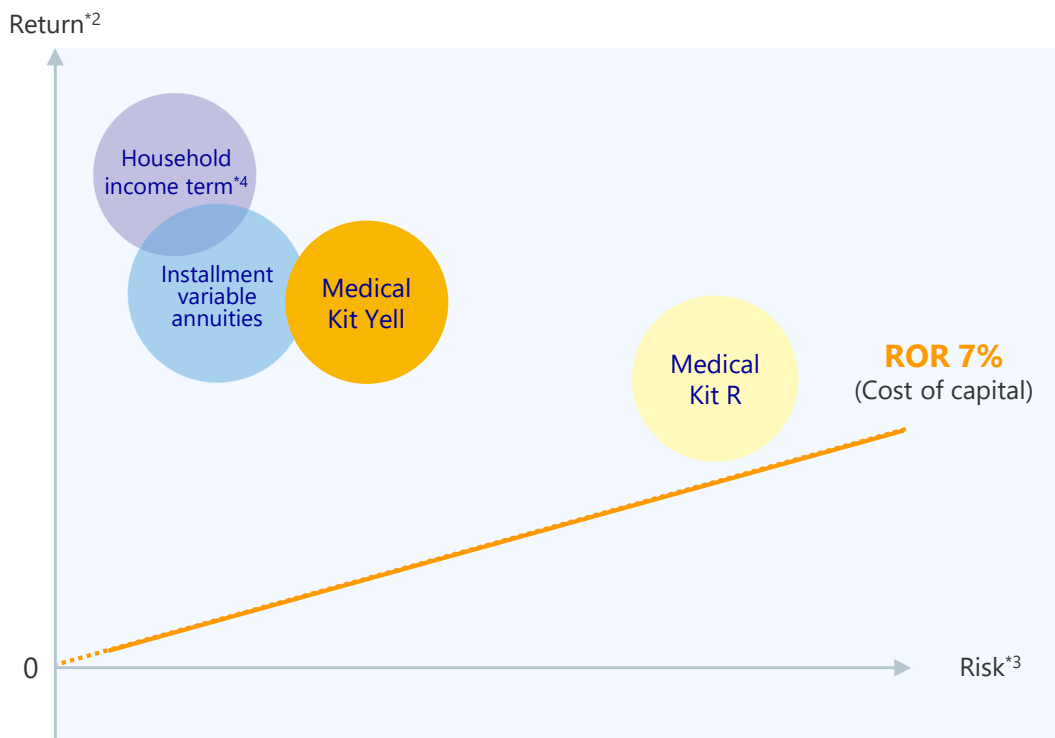 Return*2
Household
income term*4
Installment
variable
annuities
Medical
Kit Yell
Medical
Kit R
ROR 7%
(Cost of capital)
0
Risk*3